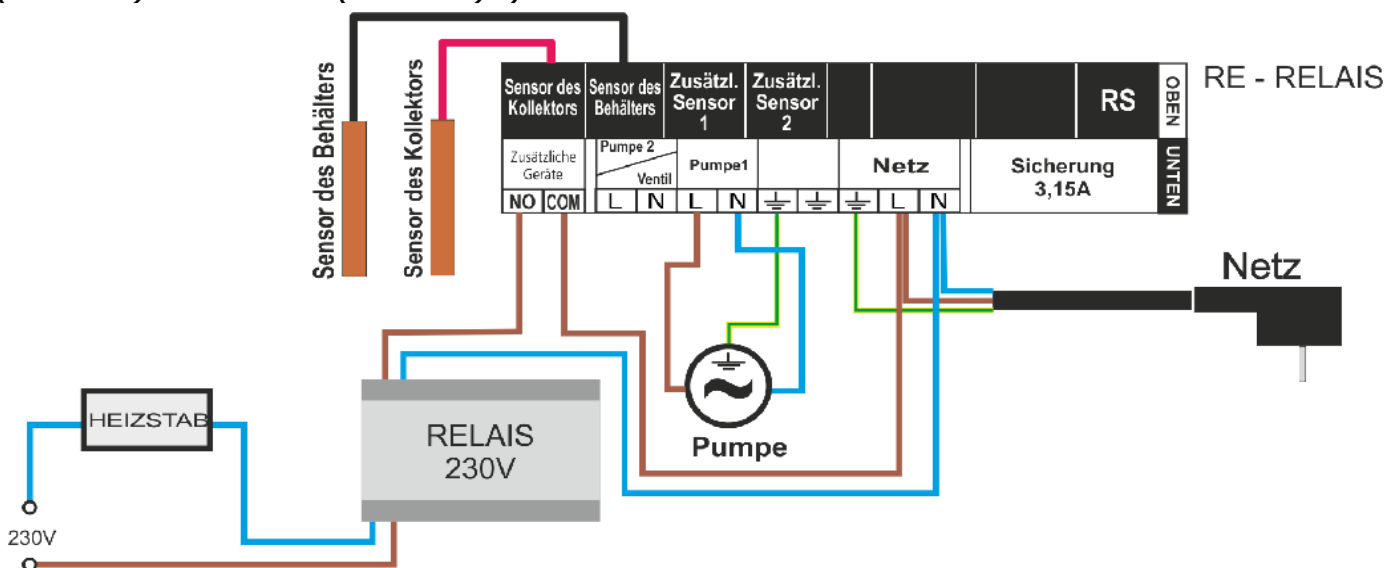 RE - RELAIS
Sensor des Behälters
Sensor des Kollektors
Sensor des
Kollektors
Sensor des
Behälters
Zusätzl.
Sensor
1
Zusätzl.
Sensor
2
RS
OBEN
Zusätzliche
Geräte
Pumpe 2
Ventil
Pumpe1
Netz
Sicherung
3,15A
UNTEN
NO COM L N L N L N
Netz
Pumpe
HEIZSTAB
RELAIS
230V
230V